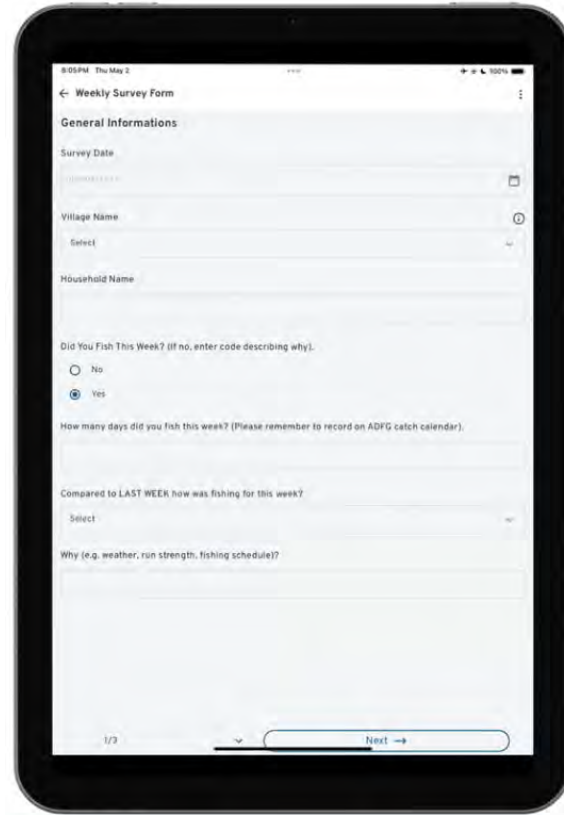 8:05 PM Thu May 2
100%
← Weekly Survey Form
General Informations
Survey Date
Village Name
Select
Household Name
Did You Fish This Week? (If no, enter code describing why).
No
Yes
How many days did you fish this week? (Please remember to record on ADFG catch calendar).
Compared to LAST WEEK how was fishing for this week?
Select
Why (e.g. weather, run strength, fishing schedule)?
1/3
Next →